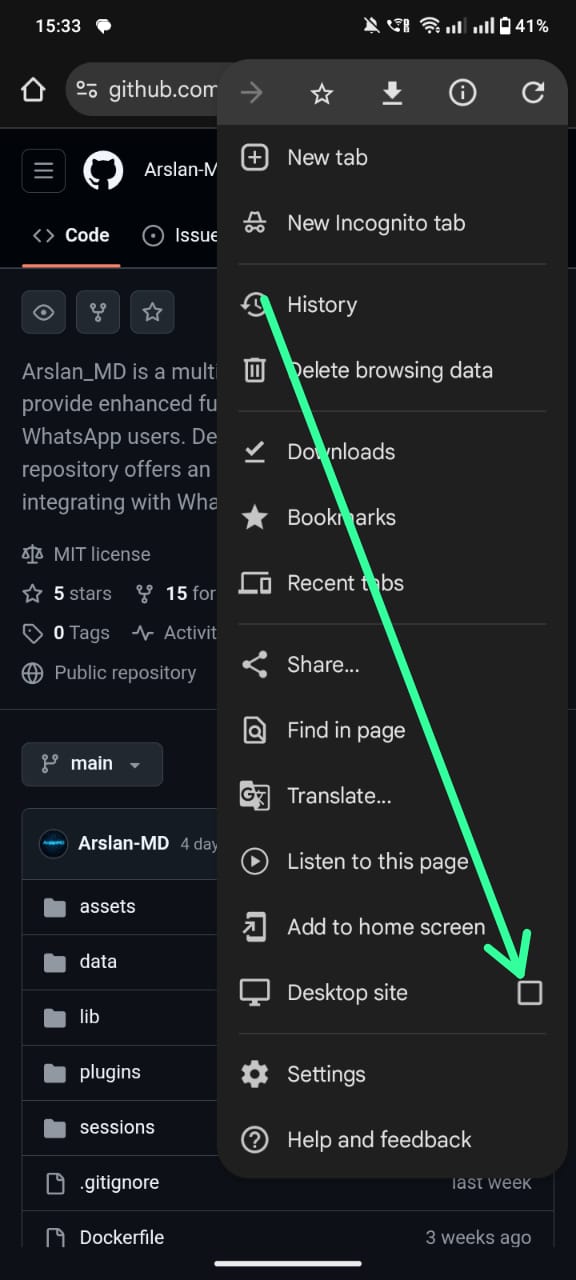 15:33
41%
github.com
Arslan-M
New tab
New Incognito tab
Code
Issue
History
Delete browsing data
Arslan_MD is a multi
provide enhanced fu
WhatsApp users. De
repository offers an
integrating with Wha
Downloads
Bookmarks
Recent tabs
MIT license
5 stars
15 for
0 Tags
Activit
Public repository
Share...
Find in page
main
Translate...
Arslan-MD 4 day
Listen to this page
assets
Add to home screen
data
Desktop site
lib
plugins
Settings
sessions
Help and feedback
.gitignore
last week
Dockerfile
3 weeks ago